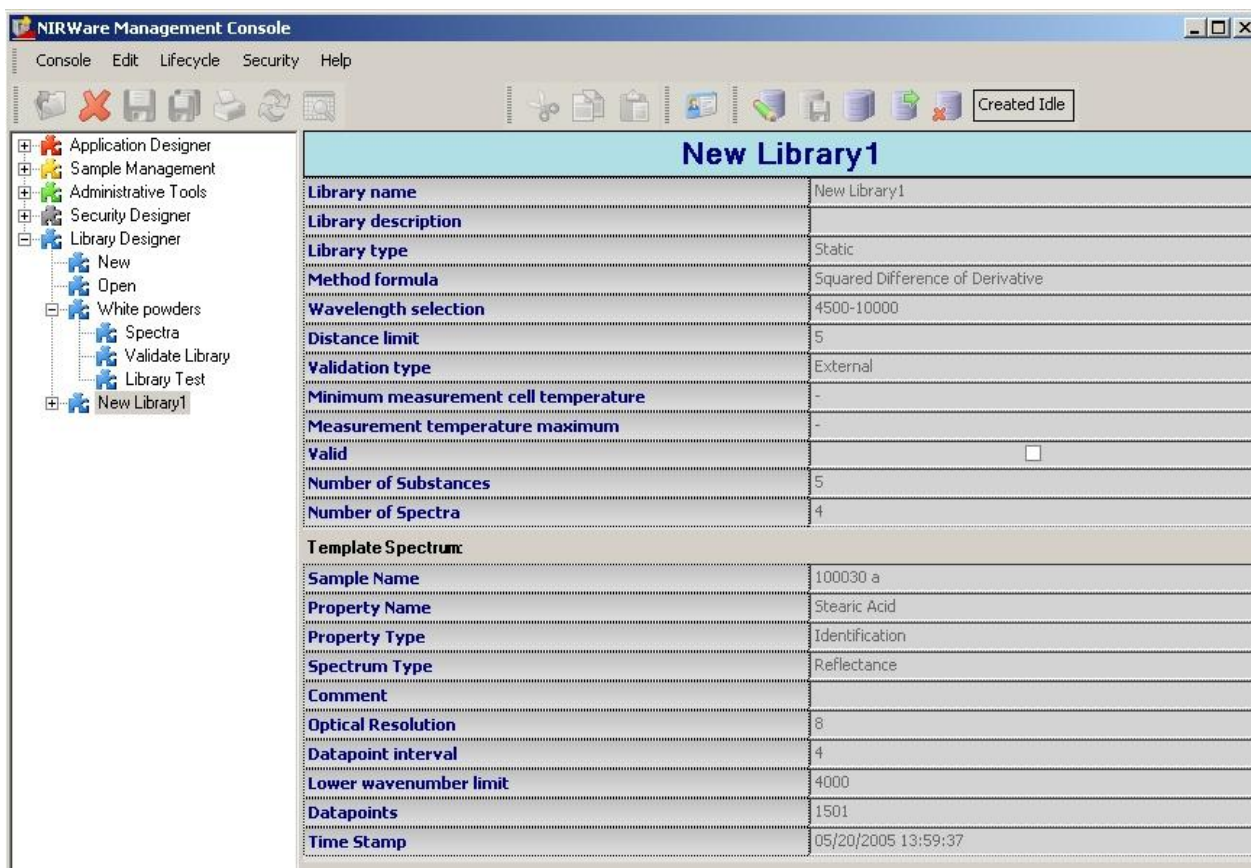 NIRWare Management Console
Console Edit Lifecycle Security Help
Created Idle
Application Designer
Sample Management
Administrative Tools
Security Designer
Library Designer
New
Open
White powders
Spectra
Validate Library
Library Test
New Library1
New Library1
Library name New Library1
Library description
Library type Static
Method formula Squared Difference of Derivative
Wavelength selection 4500-10000
Distance limit 5
Validation type External
Minimum measurement cell temperature -
Measurement temperature maximum -
Valid
Number of Substances 5
Number of Spectra 4
Template Spectrum:
Sample Name 100030 a
Property Name Stearic Acid
Property Type Identification
Spectrum Type Reflectance
Comment
Optical Resolution 8
Datapoint interval 4
Lower wavenumber limit 4000
Datapoints 1501
Time Stamp 05/20/2005 13:59:37